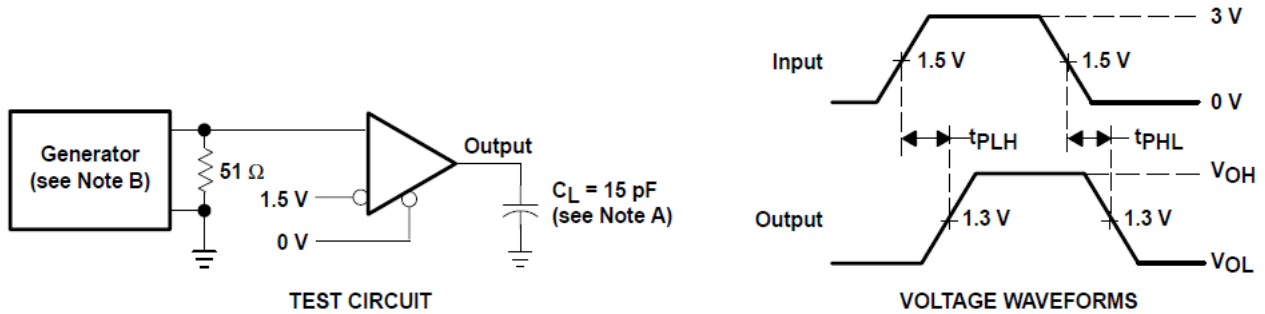 Generator
(see Note B)
51 Ω
1.5 V
0 V
Output
CL = 15 pF
(see Note A)
TEST CIRCUIT
Input
3 V
1.5 V
1.5 V
0 V
tPLH
tPHL
Output
VOH
1.3 V
1.3 V
VOL
VOLTAGE WAVEFORMS